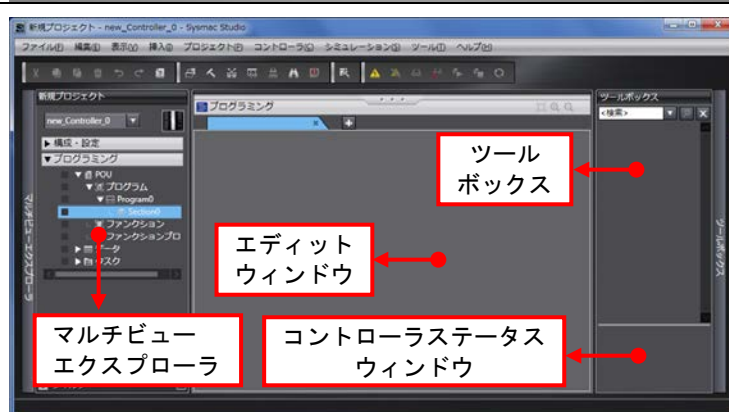 新規プロジェクト - new_Controller_0 - Sysmac Studio
ファイル(F) 編集(E) 表示(V) 挿入(I) プロジェクト(P) コントローラ(C) シミュレーション(S) ツール(T) ヘルプ(H)
新規プロジェクト
new_Controller_0
▶ 構成・設定
▼ プログラミング
▼ POU
▼ プログラム
▼ Program0
Section0
ファンクション
ファンクションブロ
▶ データ
▶ タスク
マルチビューエクスプローラ
プログラミング
ツールボックス
<検索>
ツールボックス
ツール
ボックス
エディット
ウィンドウ
マルチビュー
エクスプローラ
コントローラステータス
ウィンドウ